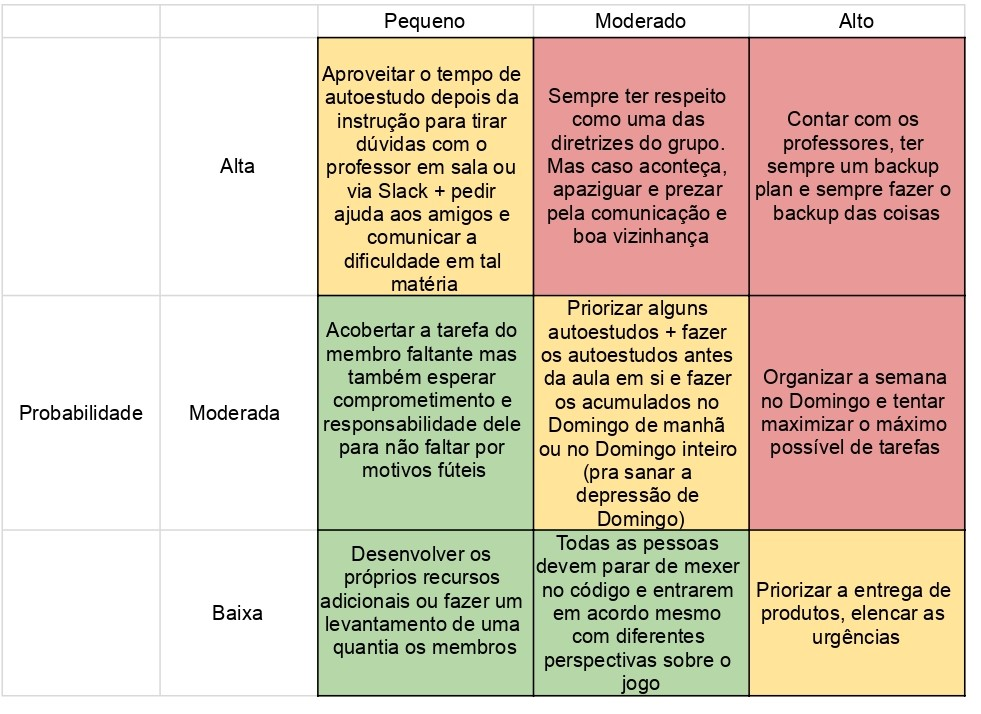 Pequeno
Moderado
Alto
Alta
Aproveitar o tempo de
autoestudo depois da
instrução para tirar
dúvidas com o
professor em sala ou
via Slack + pedir
ajuda aos amigos e
comunicar a
dificuldade em tal
matéria
Sempre ter respeito
como uma das
diretrizes do grupo.
Mas caso aconteça,
apaziguar e prezar
pela comunicação e
boa vizinhança
Contar com os
professores, ter
sempre um backup
plan e sempre fazer o
backup das coisas
Probabilidade
Moderada
Acobertar a tarefa do
membro faltante mas
também esperar
comprometimento e
responsabilidade dele
para não faltar por
motivos fúteis
Priorizar alguns
autoestudos + fazer
os autoestudos antes
da aula em si e fazer
os acumulados no
Domingo de manhã
ou no Domingo inteiro
(pra sanar a
depressão de
Domingo)
Organizar a semana
no Domingo e tentar
maximizar o máximo
possível de tarefas
Baixa
Desenvolver os
próprios recursos
adicionais ou fazer um
levantamento de uma
quantia os membros
Todas as pessoas
devem parar de mexer
no código e entrarem
em acordo mesmo
com diferentes
perspectivas sobre o
jogo
Priorizar a entrega de
produtos, elencar as
urgências